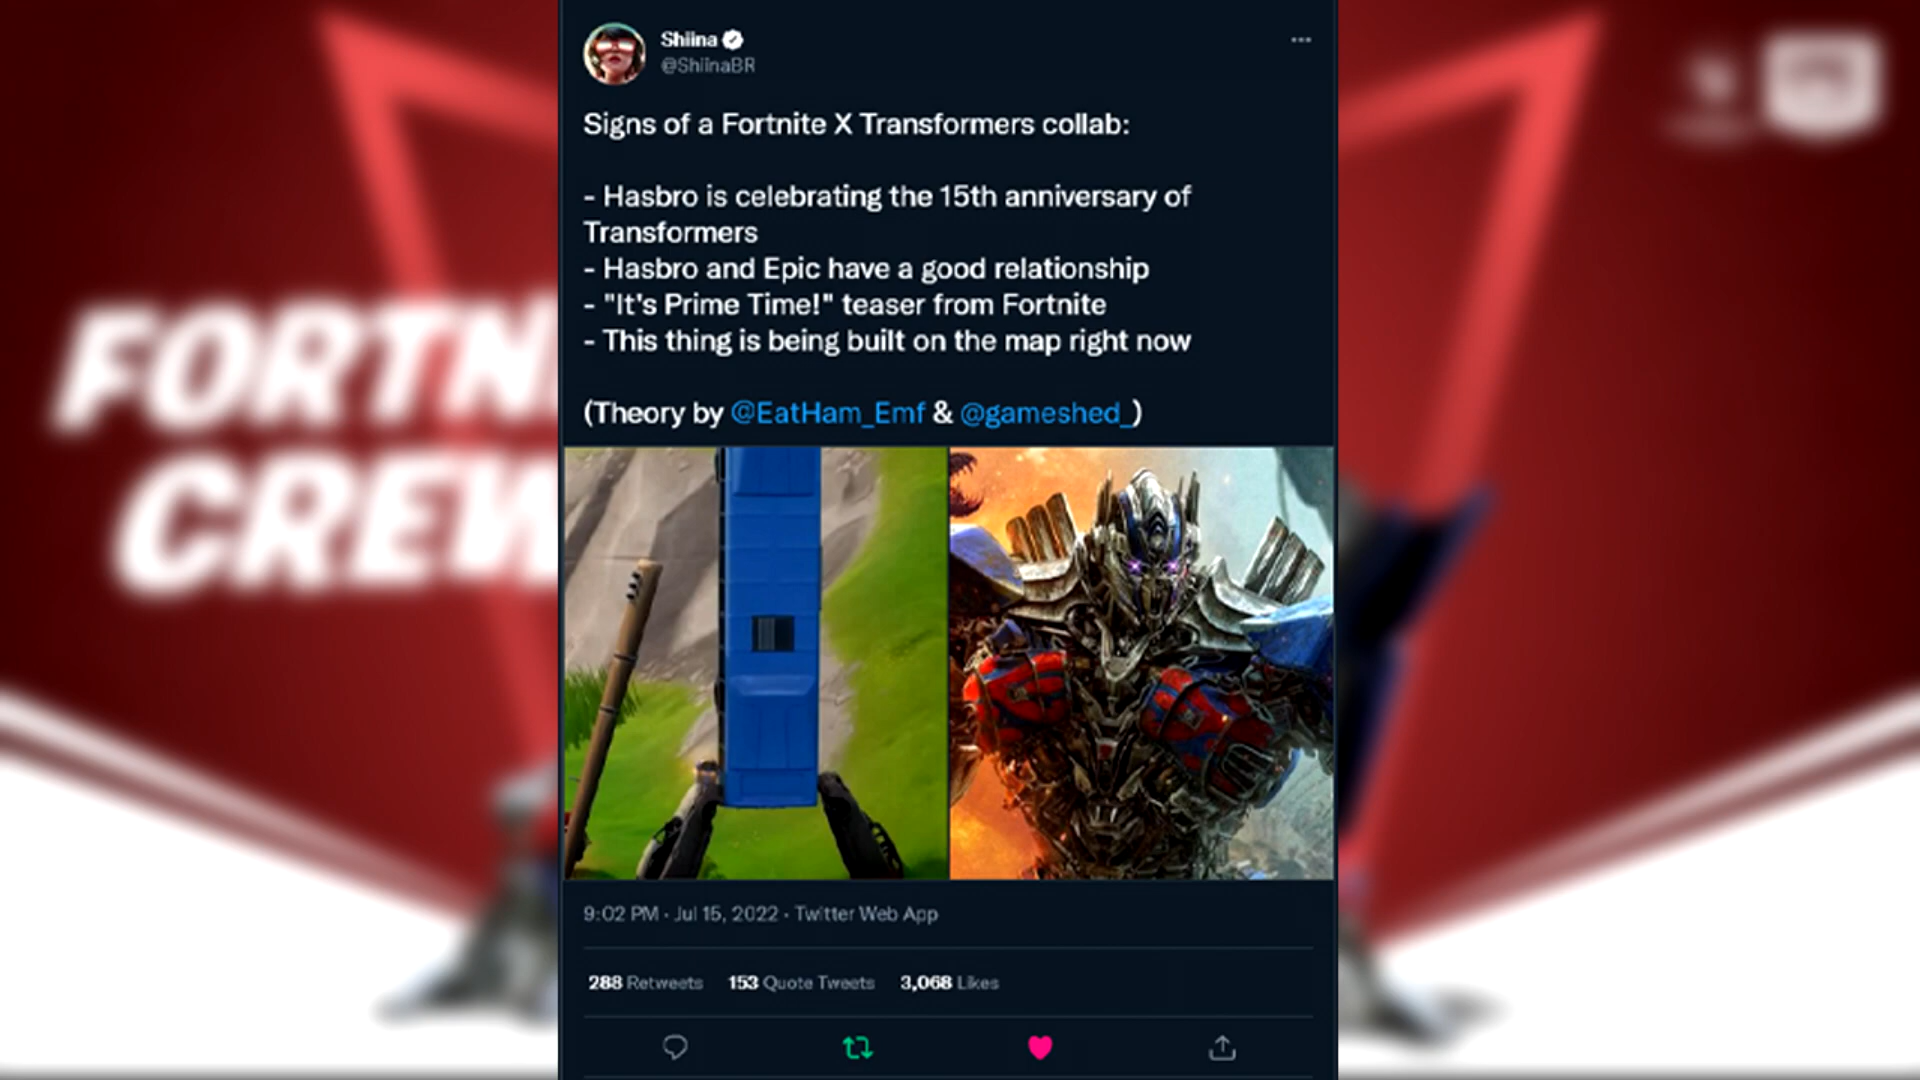 Shiina
@ShiinaBR
Signs of a Fortnite X Transformers collab:
- Hasbro is celebrating the 15th anniversary of
Transformers
- Hasbro and Epic have a good relationship
- "It's Prime Time!" teaser from Fortnite
- This thing is being built on the map right now
(Theory by @EatHam_Emf & @gameshed_)
9:02 PM · Jul 15, 2022 · Twitter Web App
288 Retweets 153 Quote Tweets 3,068 Likes
FORTN
CREW